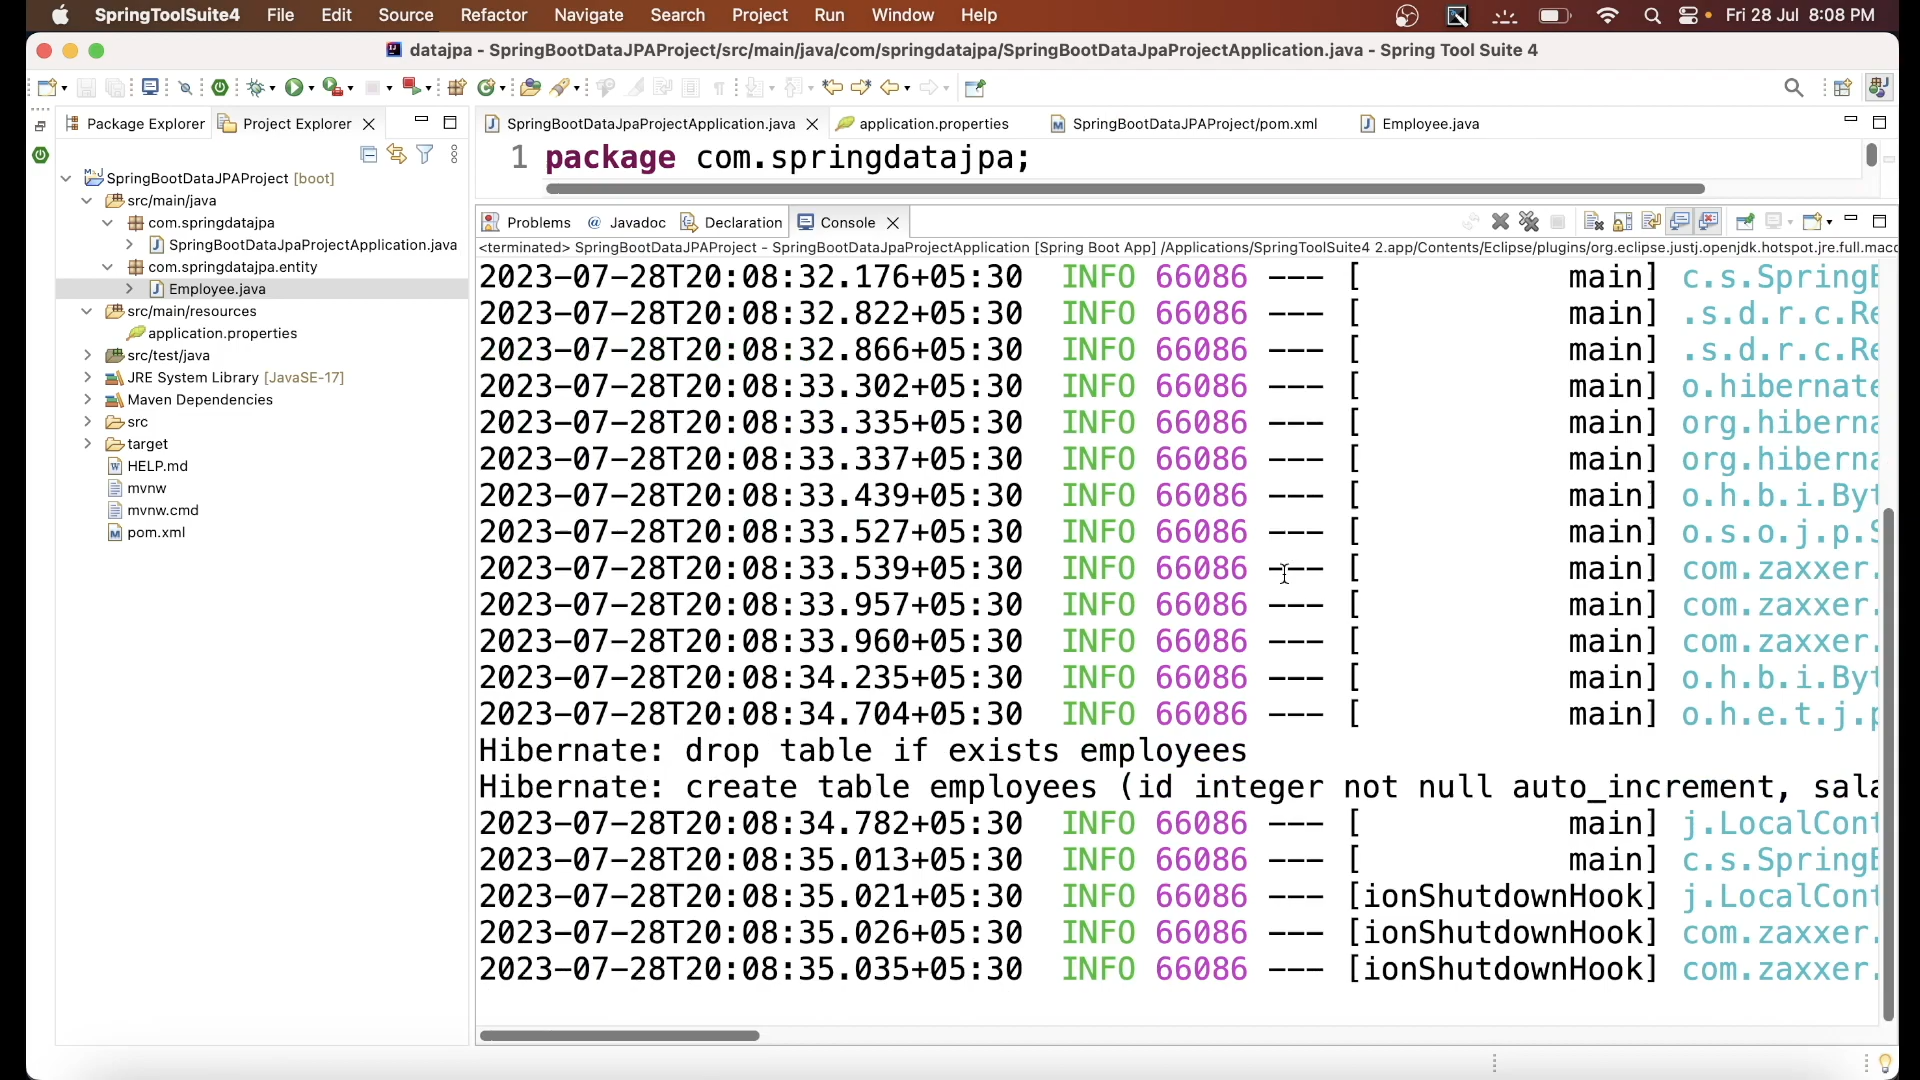 SpringToolSuite4 File Edit Source Refactor Navigate Search Project Run Window Help Fri 28 Jul 8:08 PM
datajpa - SpringBootDataJPAProject/src/main/java/com/springdatajpa/SpringBootDataJpaProjectApplication.java - Spring Tool Suite 4
Package Explorer Project Explorer
SpringBootDataJPAProject [boot]
src/main/java
com.springdatajpa
SpringBootDataJpaProjectApplication.java
com.springdatajpa.entity
Employee.java
src/main/resources
application.properties
src/test/java
JRE System Library [JavaSE-17]
Maven Dependencies
src
target
HELP.md
mvnw
mvnw.cmd
pom.xml
SpringBootDataJpaProjectApplication.java application.properties SpringBootDataJPAProject/pom.xml Employee.java
1 package com.springdatajpa;
Problems Javadoc Declaration Console
<terminated> SpringBootDataJPAProject - SpringBootDataJpaProjectApplication [Spring Boot App] /Applications/SpringToolSuite4 2.app/Contents/Eclipse/plugins/org.eclipse.justj.openjdk.hotspot.jre.full.macc
2023-07-28T20:08:32.176+05:30 INFO 66086 --- [ main] c.s.SpringB
2023-07-28T20:08:32.822+05:30 INFO 66086 --- [ main] .s.d.r.c.Re
2023-07-28T20:08:32.866+05:30 INFO 66086 --- [ main] .s.d.r.c.Re
2023-07-28T20:08:33.302+05:30 INFO 66086 --- [ main] o.hibernate
2023-07-28T20:08:33.335+05:30 INFO 66086 --- [ main] org.hiberna
2023-07-28T20:08:33.337+05:30 INFO 66086 --- [ main] org.hiberna
2023-07-28T20:08:33.439+05:30 INFO 66086 --- [ main] o.h.b.i.Byt
2023-07-28T20:08:33.527+05:30 INFO 66086 --- [ main] o.s.o.j.p.S
2023-07-28T20:08:33.539+05:30 INFO 66086 --- [ main] com.zaxxer.
2023-07-28T20:08:33.957+05:30 INFO 66086 --- [ main] com.zaxxer.
2023-07-28T20:08:33.960+05:30 INFO 66086 --- [ main] com.zaxxer.
2023-07-28T20:08:34.235+05:30 INFO 66086 --- [ main] o.h.b.i.Byt
2023-07-28T20:08:34.704+05:30 INFO 66086 --- [ main] o.h.e.t.j.p
Hibernate: drop table if exists employees
Hibernate: create table employees (id integer not null auto_increment, sala
2023-07-28T20:08:34.782+05:30 INFO 66086 --- [ main] j.LocalCont
2023-07-28T20:08:35.013+05:30 INFO 66086 --- [ main] c.s.SpringB
2023-07-28T20:08:35.021+05:30 INFO 66086 --- [ionShutdownHook] j.LocalCont
2023-07-28T20:08:35.026+05:30 INFO 66086 --- [ionShutdownHook] com.zaxxer.
2023-07-28T20:08:35.035+05:30 INFO 66086 --- [ionShutdownHook] com.zaxxer.